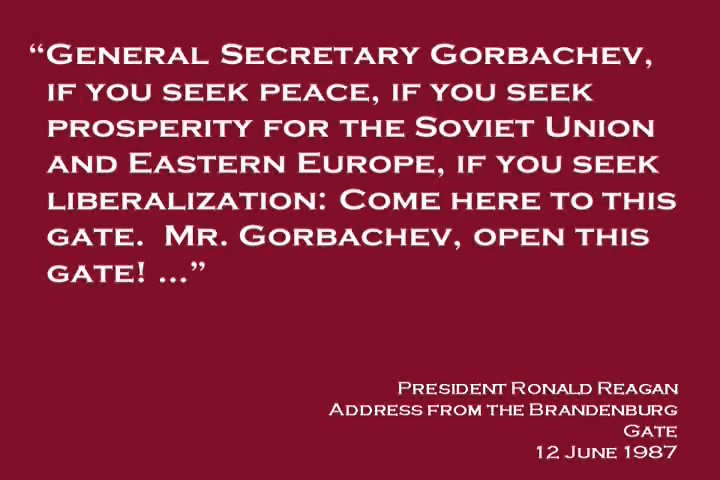 “General Secretary Gorbachev,
if you seek peace, if you seek
prosperity for the Soviet Union
and Eastern Europe, if you seek
liberalization: Come here to this
gate. Mr. Gorbachev, open this
gate! ...”
President Ronald Reagan
Address from the Brandenburg
Gate
12 June 1987